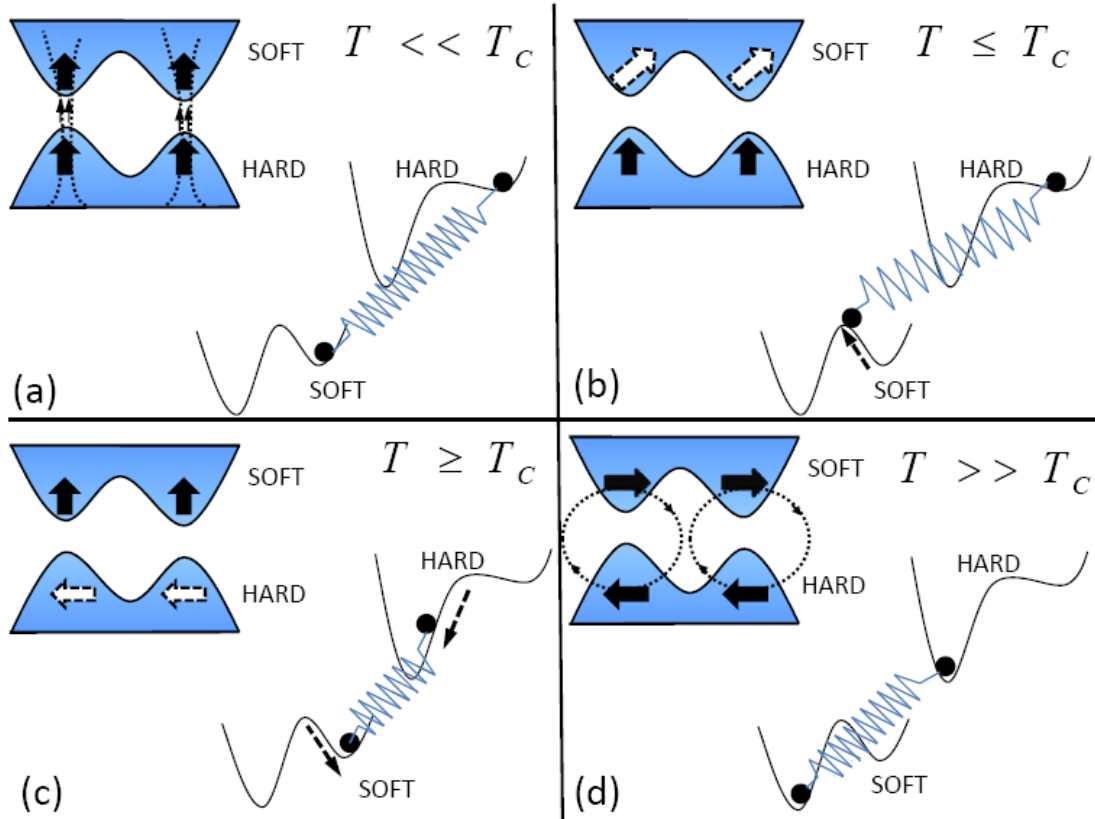 SOFT
T << T_C
HARD
HARD
SOFT
(a)
SOFT
T ≤ T_C
HARD
HARD
SOFT
(b)
SOFT
T ≥ T_C
HARD
HARD
SOFT
(c)
SOFT
T >> T_C
HARD
HARD
SOFT
(d)